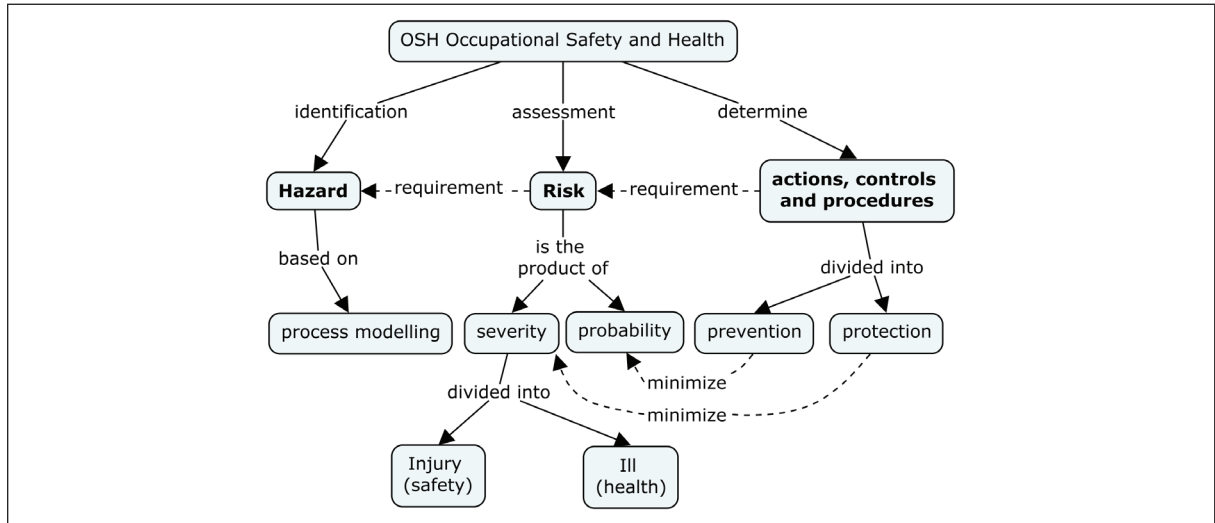 OSH Occupational Safety and Health
identification
assessment
determine
Hazard
requirement
Risk
requirement
actions, controls
and procedures
based on
is the
product of
divided into
process modelling
severity
probability
prevention
protection
minimize
divided into
minimize
Injury
(safety)
Ill
(health)